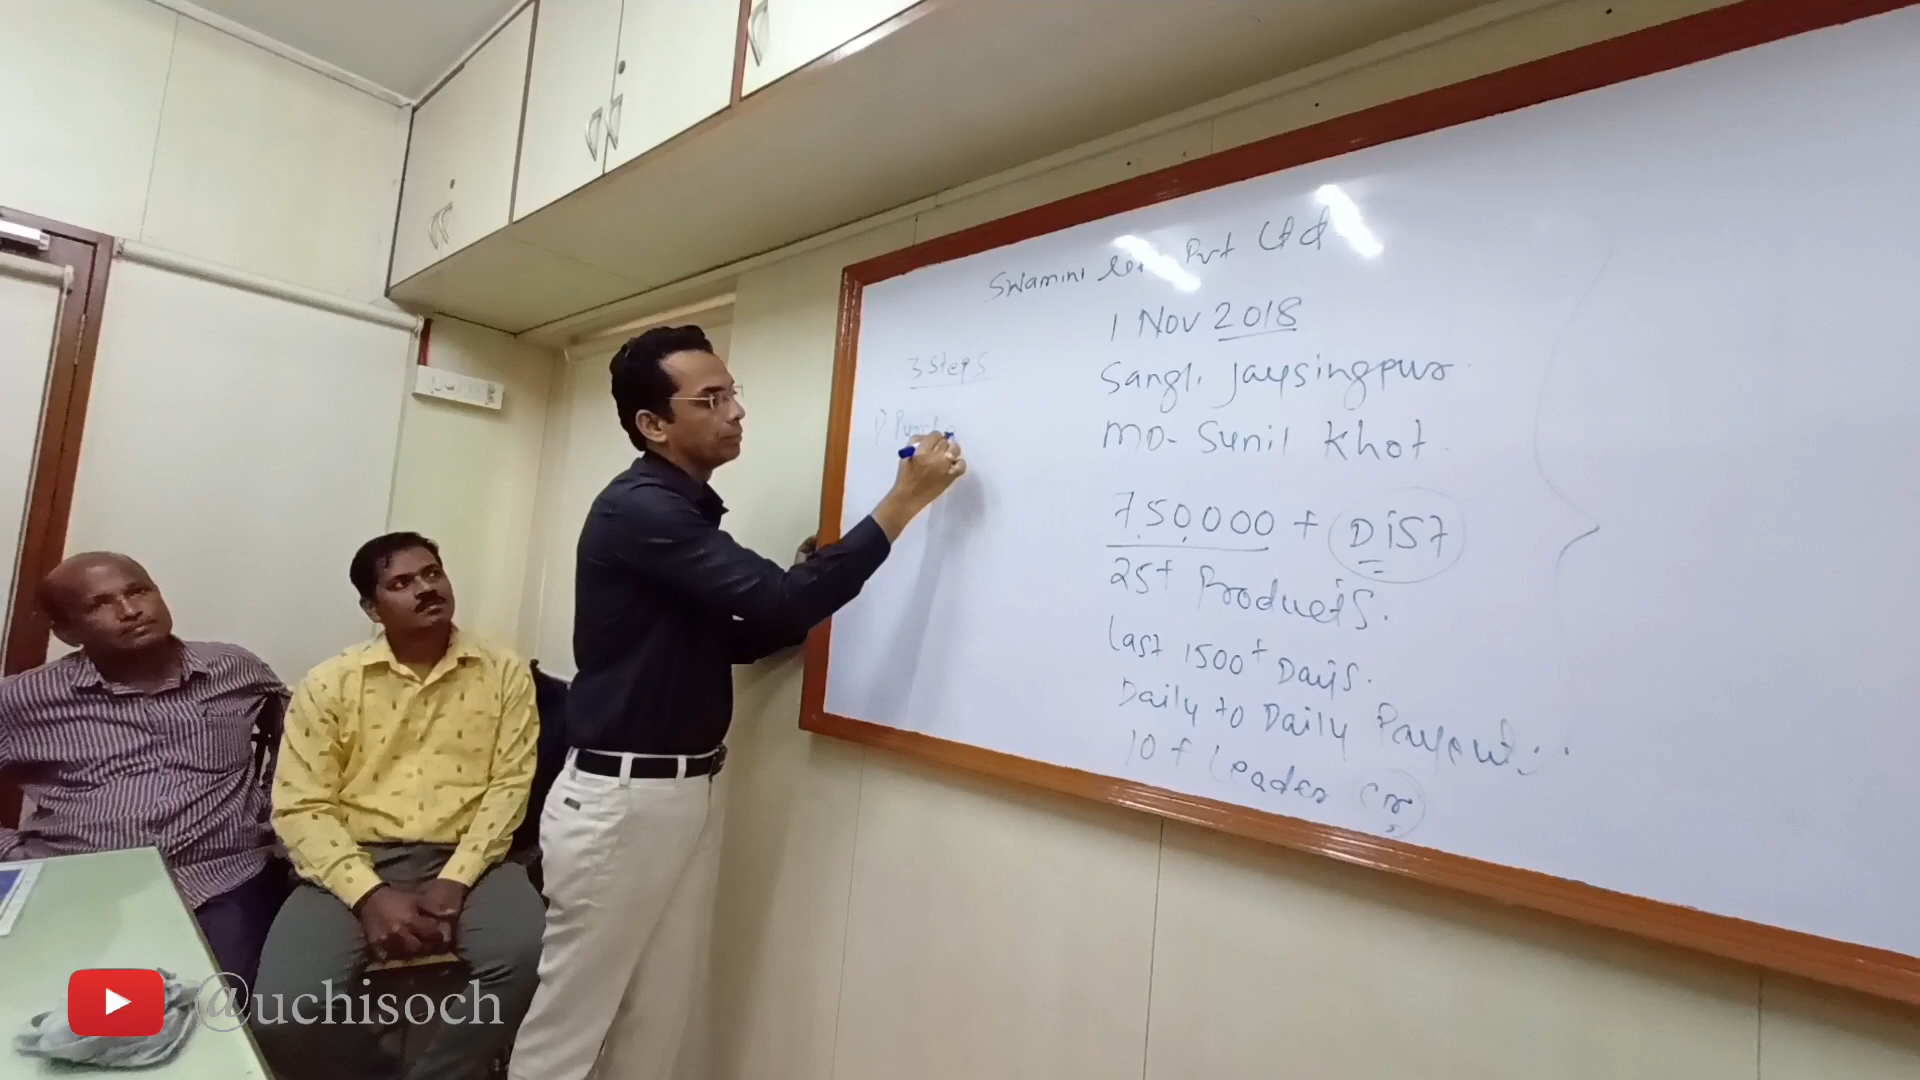 Swamini Pvt Ltd
1 Nov 2018
Sangli Jaysingpur.
MD- Sunil Khot.
7,50,000 + DIST
25+ Products.
Last 1500+ Days.
Daily to Daily Payout
10+ Leader Cr
3 Steps
1)
@uchisoch